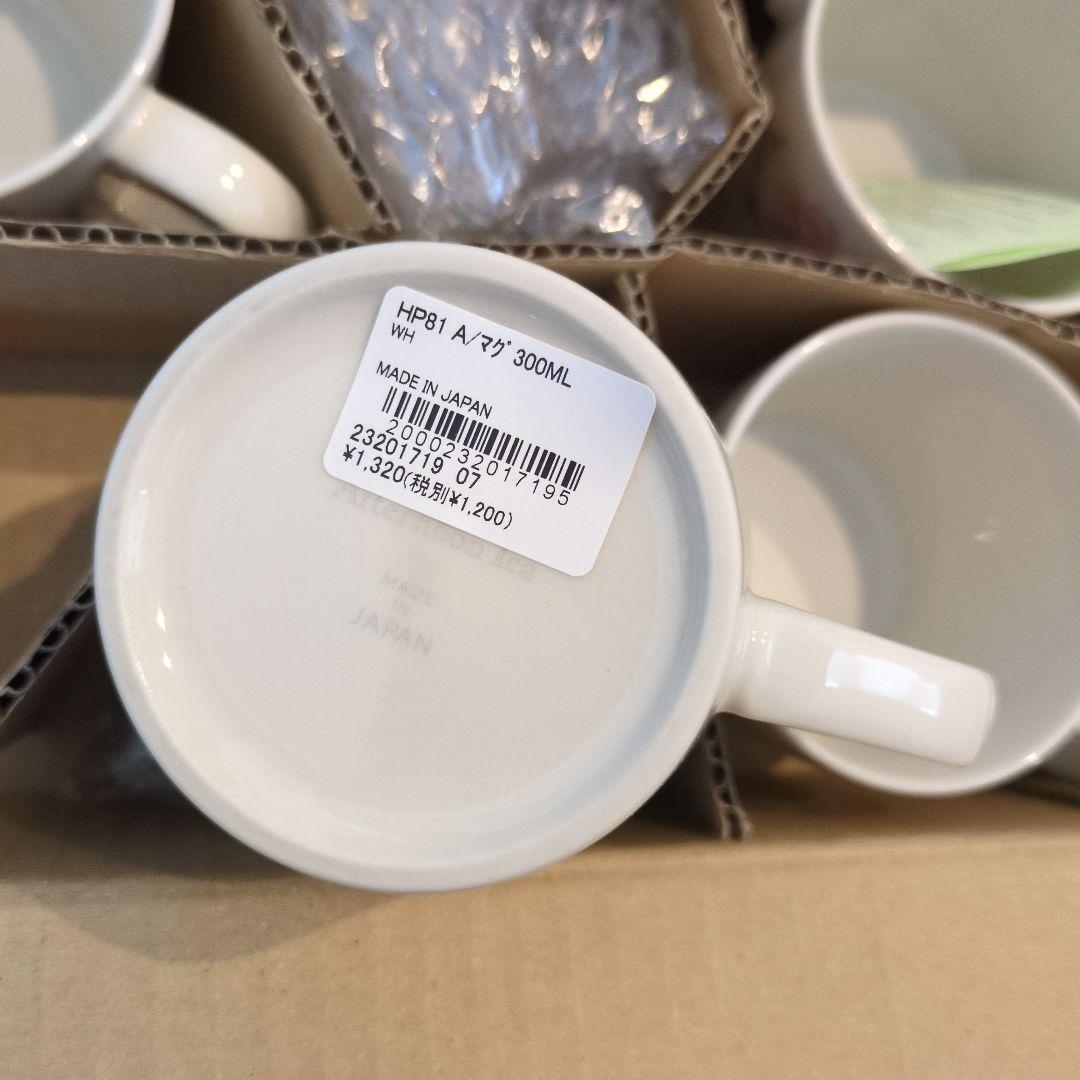 HP81 A/ﾏｸﾞ 300ML
WH
MADE IN JAPAN
2000232017195
23201719 07
¥1,320(税別¥1,200)
Afternoon Tea
MADE
IN
JAPAN